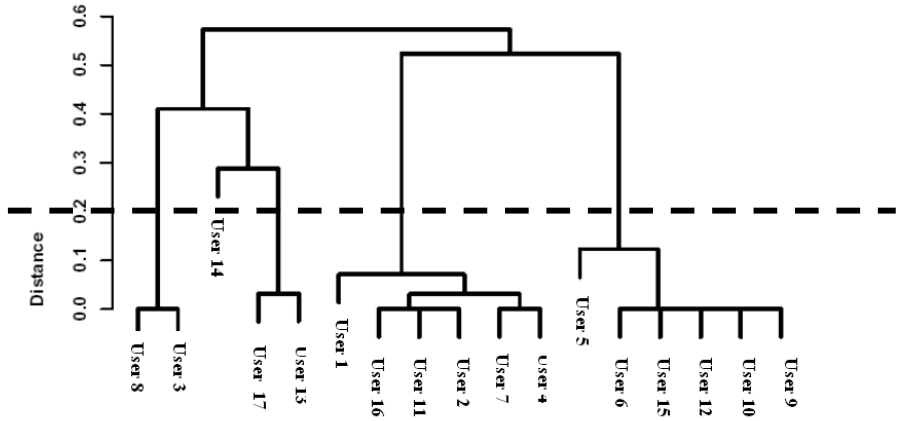 0.6
0.5
0.4
0.3
0.2
0.1
0.0
Distance
User 8
User 3
User 14
User 17
User 13
User 1
User 16
User 11
User 2
User 7
User 4
User 5
User 6
User 15
User 12
User 10
User 9